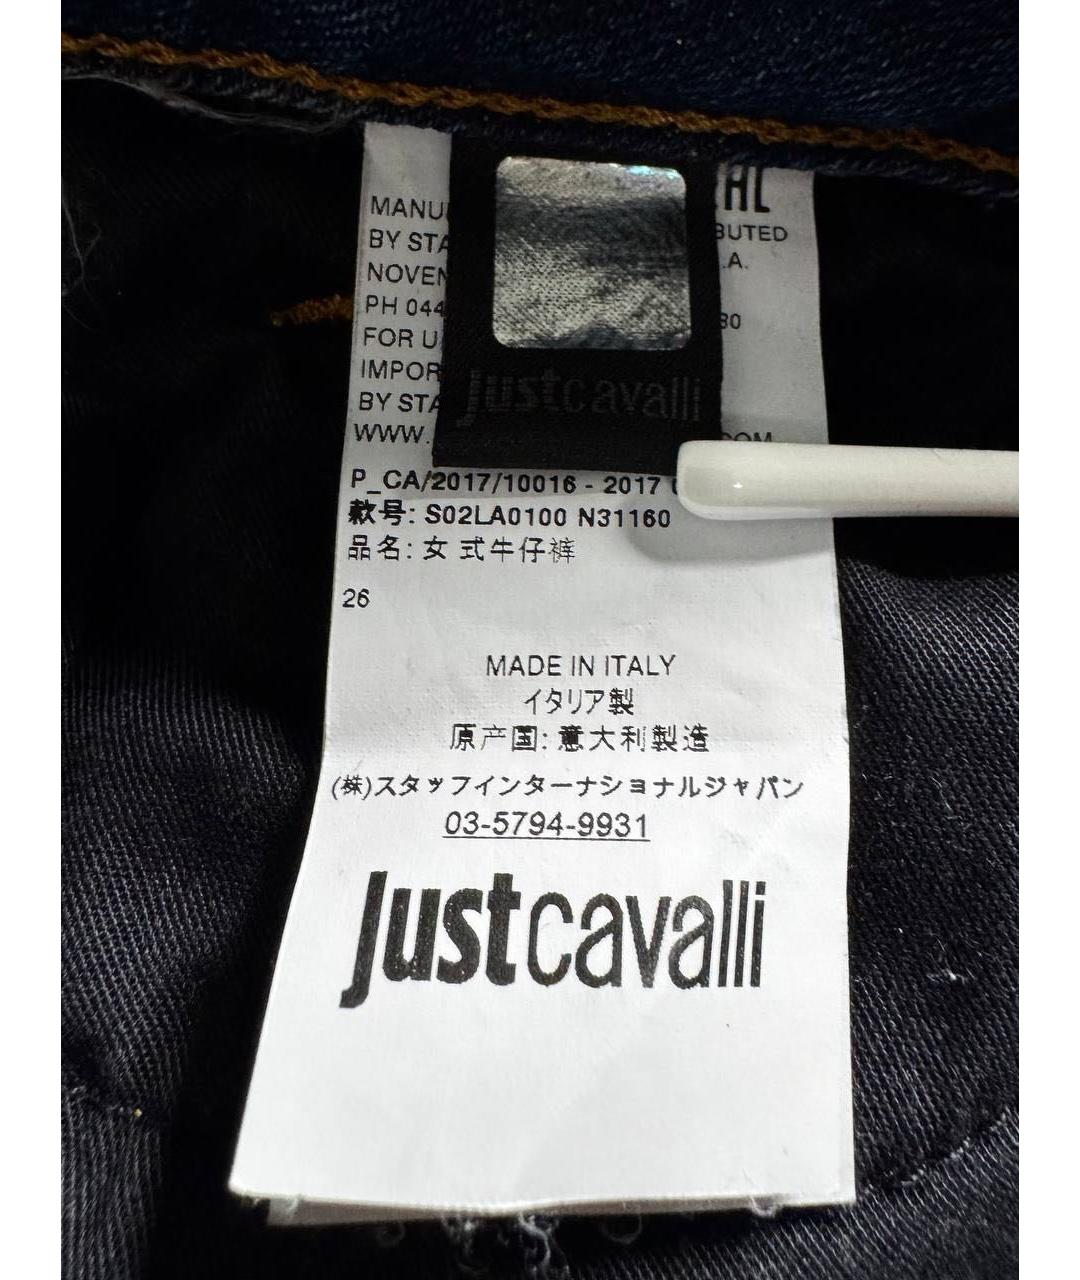 AL
MANU
BY STA
BUTED
NOVEN
.A.
PH 044
80
FOR U
IMPOR
BY STA
WWW.
COM
justcavalli
P_CA/2017/10016 - 2017
款号: S02LA0100 N31160
品名: 女式牛仔裤
26
MADE IN ITALY
イタリア製
原产国: 意大利製造
(株)スタッフインターナショナルジャパン
03-5794-9931
justcavalli